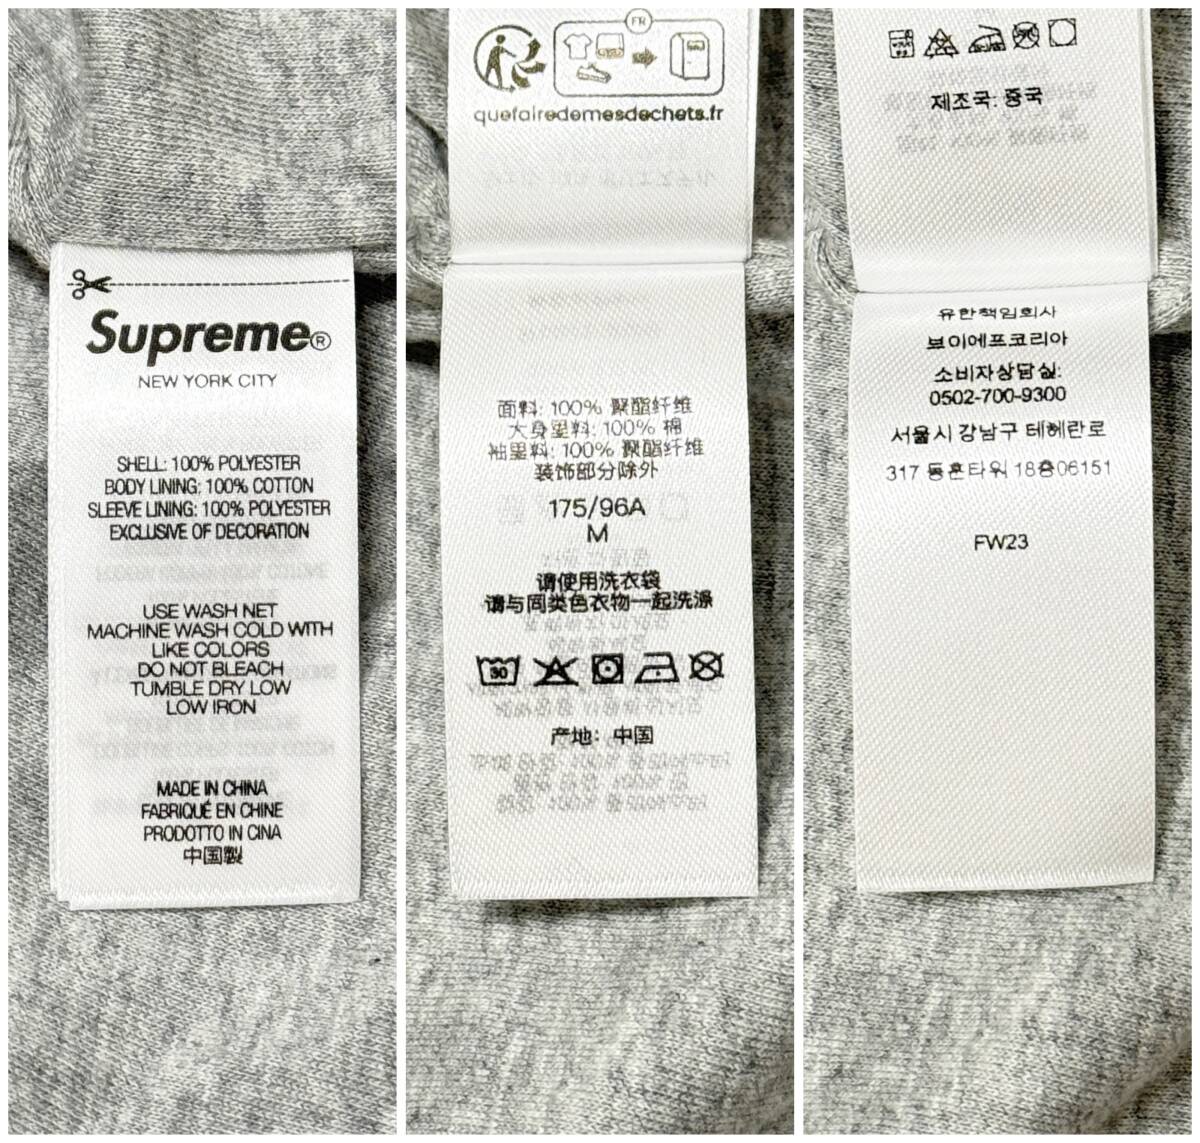 Supreme®
NEW YORK CITY
SHELL: 100% POLYESTER
BODY LINING: 100% COTTON
SLEEVE LINING: 100% POLYESTER
EXCLUSIVE OF DECORATION
USE WASH NET
MACHINE WASH COLD WITH
LIKE COLORS
DO NOT BLEACH
TUMBLE DRY LOW
LOW IRON
MADE IN CHINA
FABRIQUÉ EN CHINE
PRODOTTO IN CINA
中国製
FR
quefairedemesdechets.fr
面料: 100% 聚酯纤维
大身里料: 100% 棉
袖里料: 100% 聚酯纤维
装饰部分除外
175/96A
M
请使用洗衣袋
请与同类色衣物一起洗涤
30
产地: 中国
제조국: 중국
유한책임회사
브이에프코리아
소비자상담실:
0502-700-9300
서울시 강남구 테헤란로
317 동훈타워 18층06151
FW23